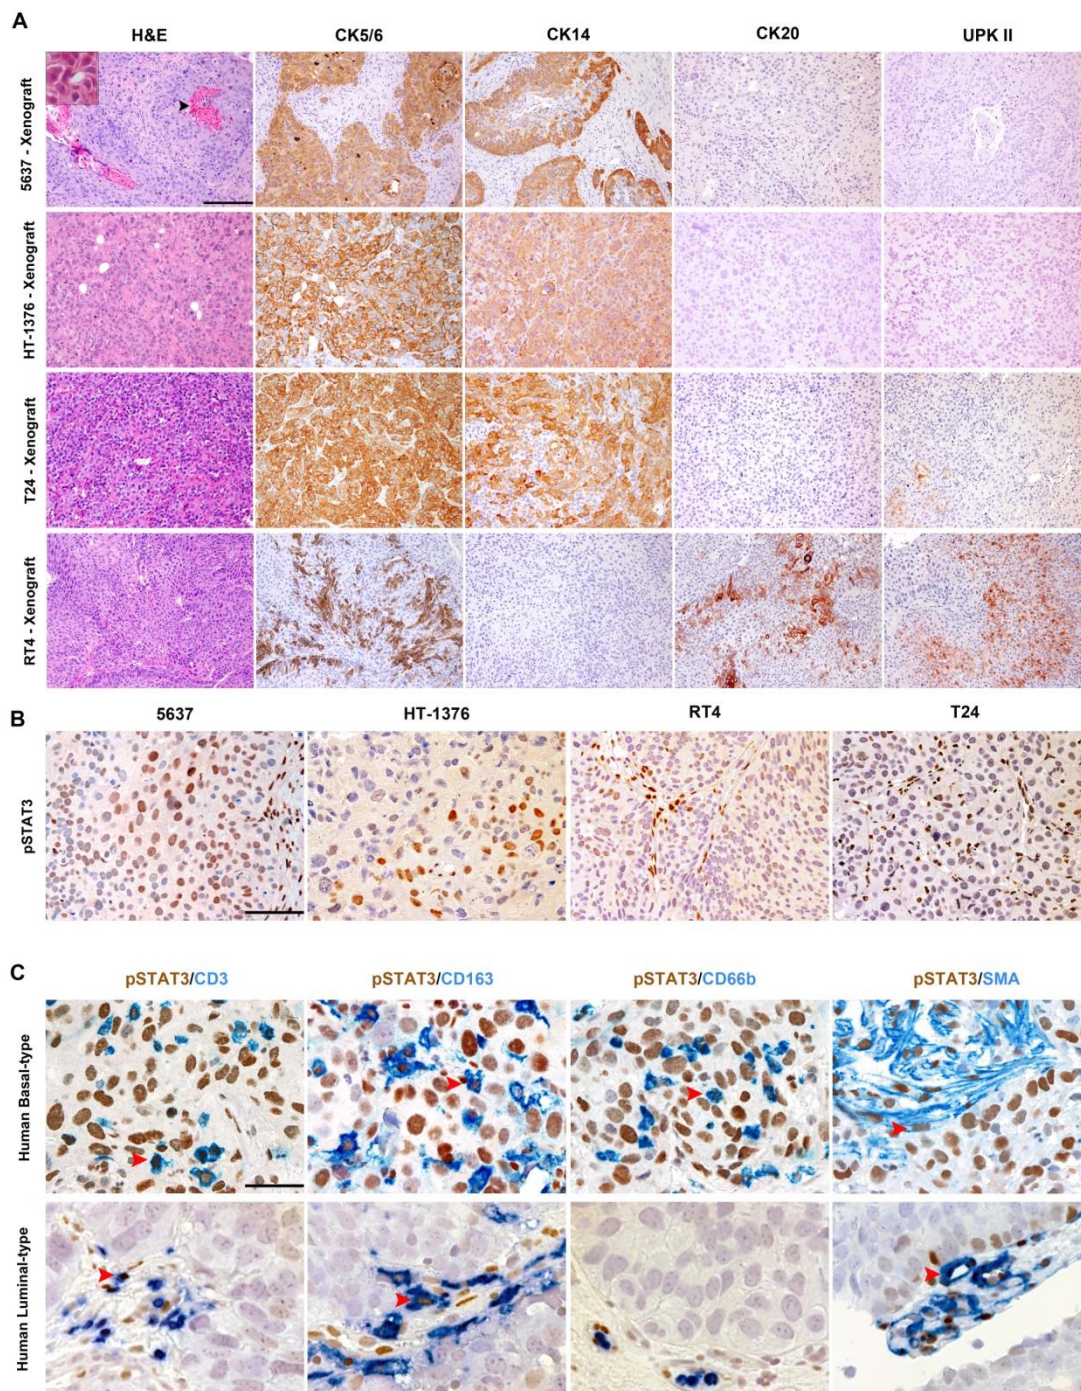 A
H&E CK5/6 CK14 CK20 UPK II
5637 - Xenograft
HT-1376 - Xenograft
T24 - Xenograft
RT4 - Xenograft
B
5637 HT-1376 RT4 T24
pSTAT3
C
pSTAT3/CD3 pSTAT3/CD163 pSTAT3/CD66b pSTAT3/SMA
Human Basal-type
Human Luminal-type